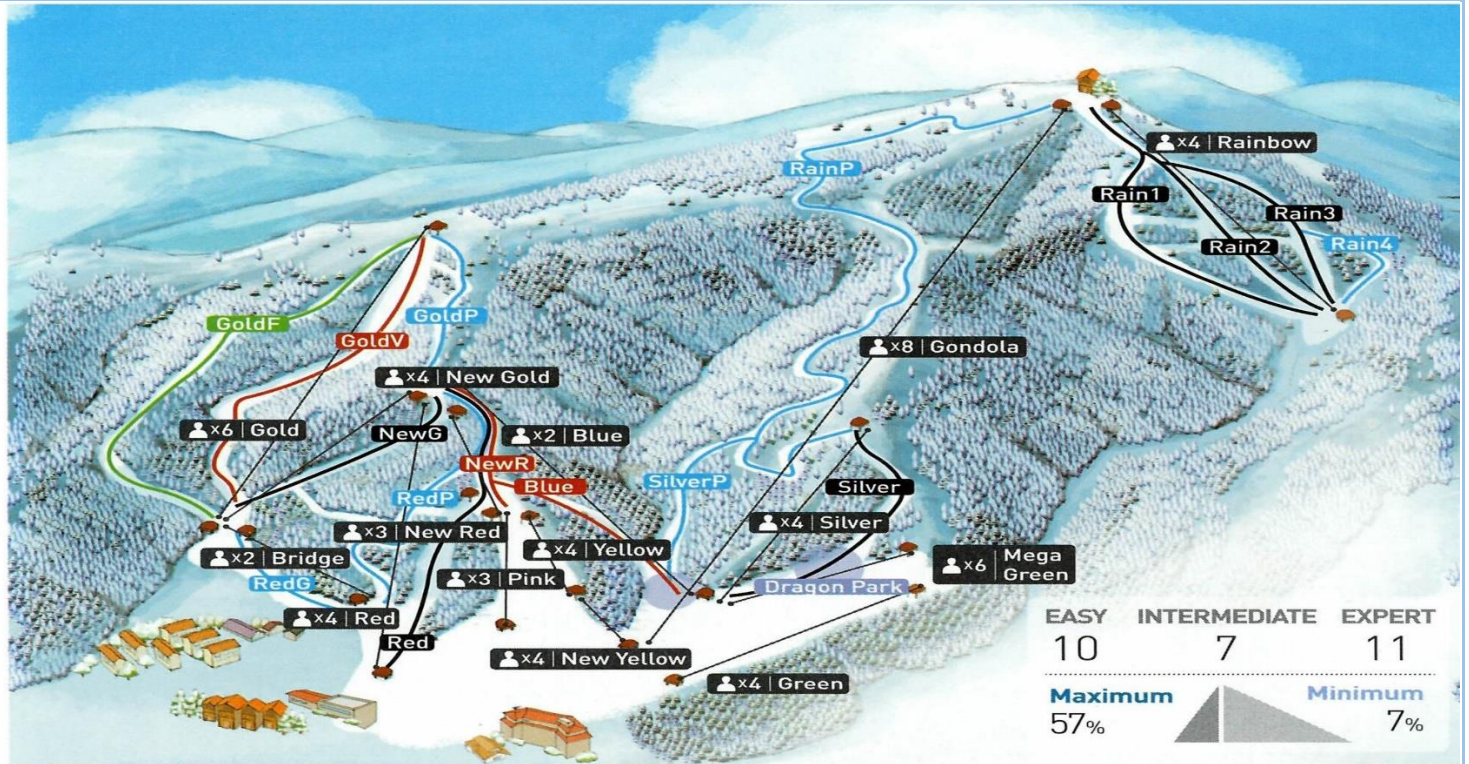 x4 | Rainbow
RainP
Rain1
Rain3
Rain2
Rain4
GoldF
GoldP
GoldV
x8 | Gondola
x4 | New Gold
x6 | Gold
NewG
x2 | Blue
NewR
Blue
RedP
SilverP
Silver
x3 | New Red
x4 | Silver
x4 | Yellow
x2 | Bridge
x6 | Mega
Green
RedG
x3 | Pink
Dragon Park
x4 | Red
Red
x4 | New Yellow
x4 | Green
EASY INTERMEDIATE EXPERT
10 7 11
Maximum Minimum
57% 7%